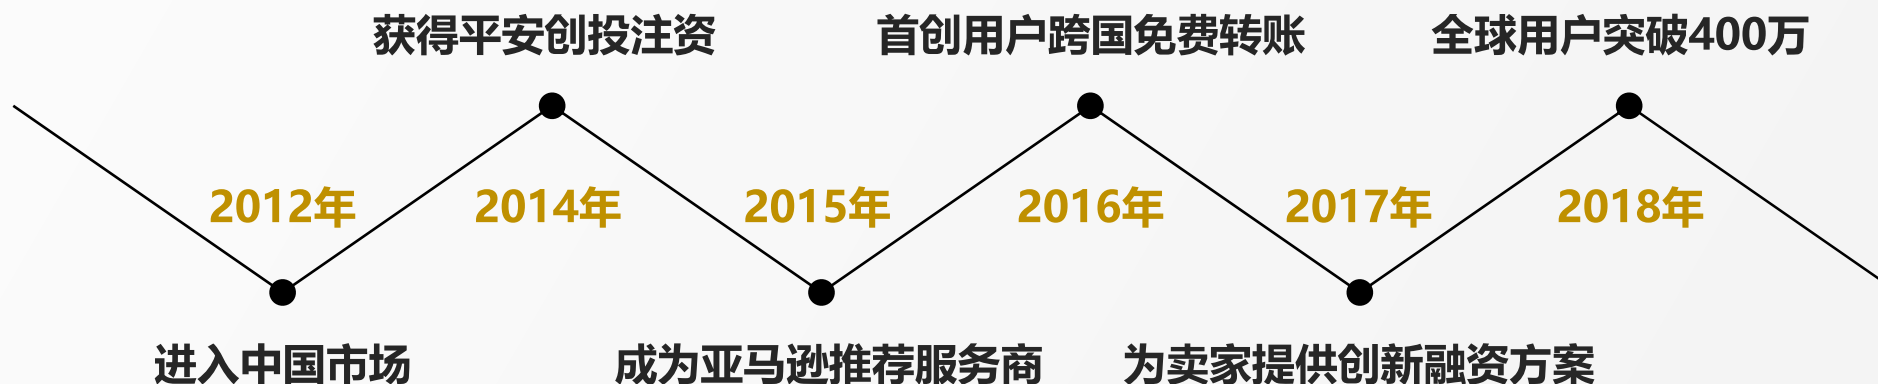 获得平安创投注资
首创用户跨国免费转账
全球用户突破400万
2012年
2014年
2015年
2016年
2017年
2018年
进入中国市场
成为亚马逊推荐服务商
为卖家提供创新融资方案